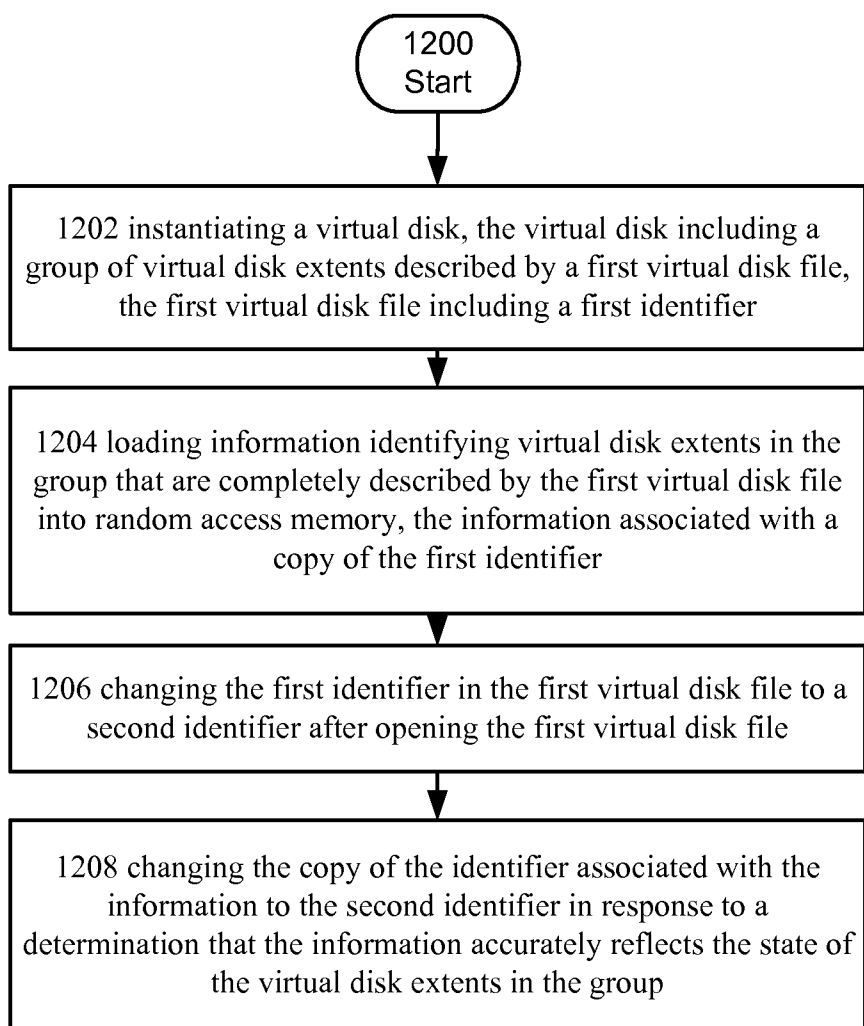 1200
Start
1202 instantiating a virtual disk, the virtual disk including a
group of virtual disk extents described by a first virtual disk file,
the first virtual disk file including a first identifier
1204 loading information identifying virtual disk extents in the
group that are completely described by the first virtual disk file
into random access memory, the information associated with a
copy of the first identifier
1206 changing the first identifier in the first virtual disk file to a
second identifier after opening the first virtual disk file
1208 changing the copy of the identifier associated with the
information to the second identifier in response to a
determination that the information accurately reflects the state of
the virtual disk extents in the group